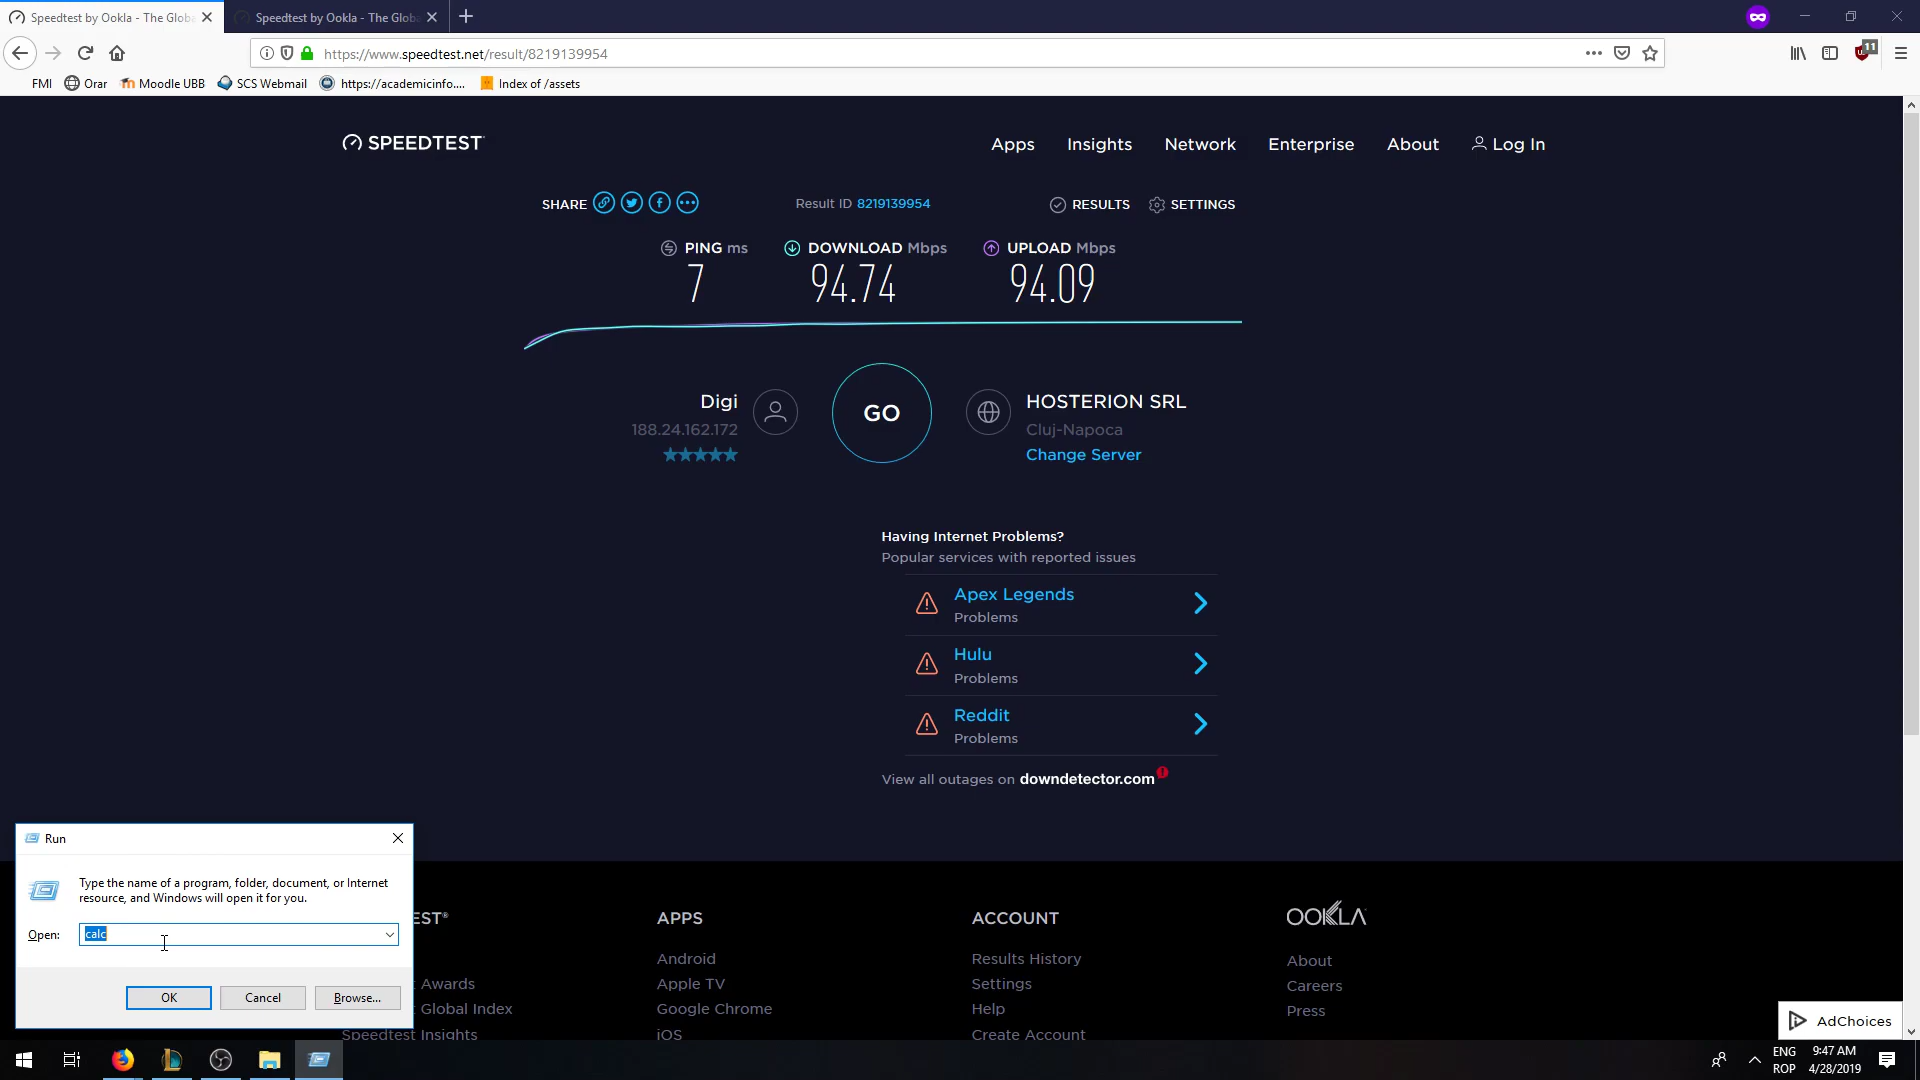 Speedtest by Ookla - The Globa
Speedtest by Ookla - The Globa
https://www.speedtest.net/result/8219139954
11
FMI
Orar
Moodle UBB
SCS Webmail
https://academicinfo....
Index of /assets
SPEEDTEST
Apps
Insights
Network
Enterprise
About
Log In
SHARE
Result ID 8219139954
RESULTS
SETTINGS
PING ms
DOWNLOAD Mbps
UPLOAD Mbps
7
94.74
94.09
Digi
188.24.162.172
GO
HOSTERION SRL
Cluj-Napoca
Change Server
Having Internet Problems?
Popular services with reported issues
Apex Legends
Problems
Hulu
Problems
Reddit
Problems
View all outages on downdetector.com
Run
Type the name of a program, folder, document, or Internet
resource, and Windows will open it for you.
Open:
calc
OK
Cancel
Browse...
EST®
Awards
Global Index
Speedtest Insights
APPS
Android
Apple TV
Google Chrome
iOS
ACCOUNT
Results History
Settings
Help
Create Account
OOKLA
About
Careers
Press
AdChoices
ENG
ROP
9:47 AM
4/28/2019